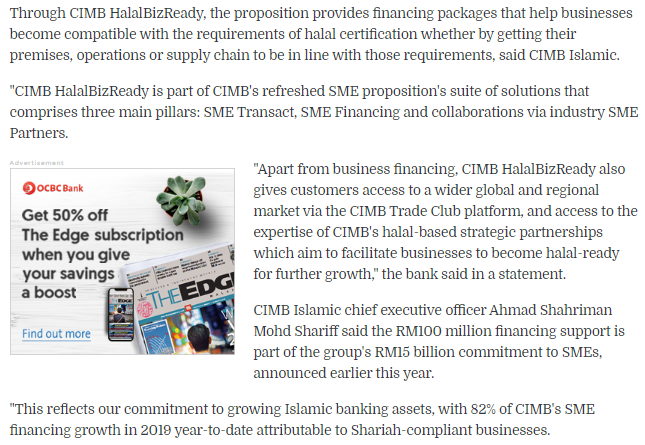 Through CIMB HalalBizReady, the proposition provides financing packages that help businesses
become compatible with the requirements of halal certification whether by getting their
premises, operations or supply chain to be in line with those requirements, said CIMB Islamic.
"CIMB HalalBizReady is part of CIMB's refreshed SME proposition's suite of solutions that
comprises three main pillars: SME Transact, SME Financing and collaborations via industry SME
Partners.
Advertisement
OCBC Bank
Get 50% off
The Edge subscription
when you give
your savings
a boost
Find out more
THE EDGE
"Apart from business financing, CIMB HalalBizReady also
gives customers access to a wider global and regional
market via the CIMB Trade Club platform, and access to the
expertise of CIMB's halal-based strategic partnerships
which aim to facilitate businesses to become halal-ready
for further growth," the bank said in a statement.
CIMB Islamic chief executive officer Ahmad Shahriman
Mohd Shariff said the RM100 million financing support is
part of the group's RM15 billion commitment to SMEs,
announced earlier this year.
"This reflects our commitment to growing Islamic banking assets, with 82% of CIMB's SME
financing growth in 2019 year-to-date attributable to Shariah-compliant businesses.